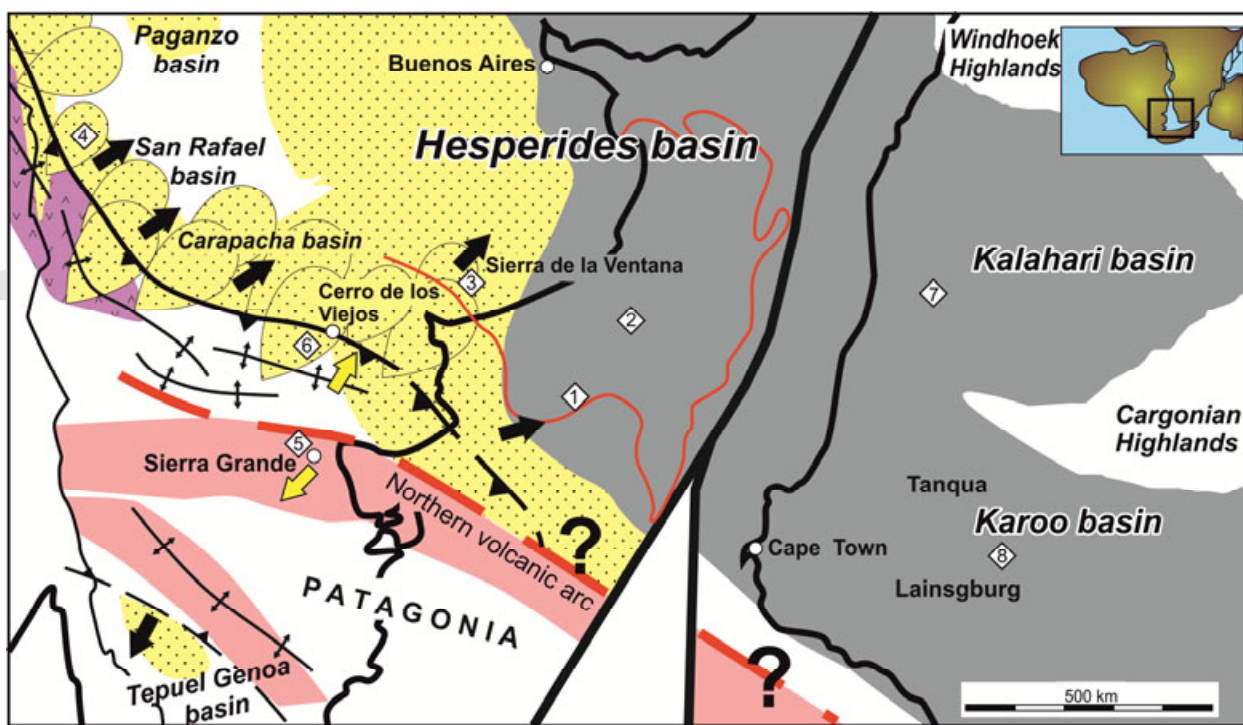 Paganzo
basin
Buenos Aires
Windhoek
Highlands
4
San Rafael
basin
Hesperides basin
Carapacha basin
3
Sierra de la Ventana
Kalahari basin
7
Cerro de los
Viejos
2
6
1
Cargonian
Highlands
5
Sierra Grande
Northern volcanic arc
?
Tanqua
Karoo basin
Cape Town
8
Laingsburg
PATAGONIA
?
Tepuel Genoa
basin
500 km